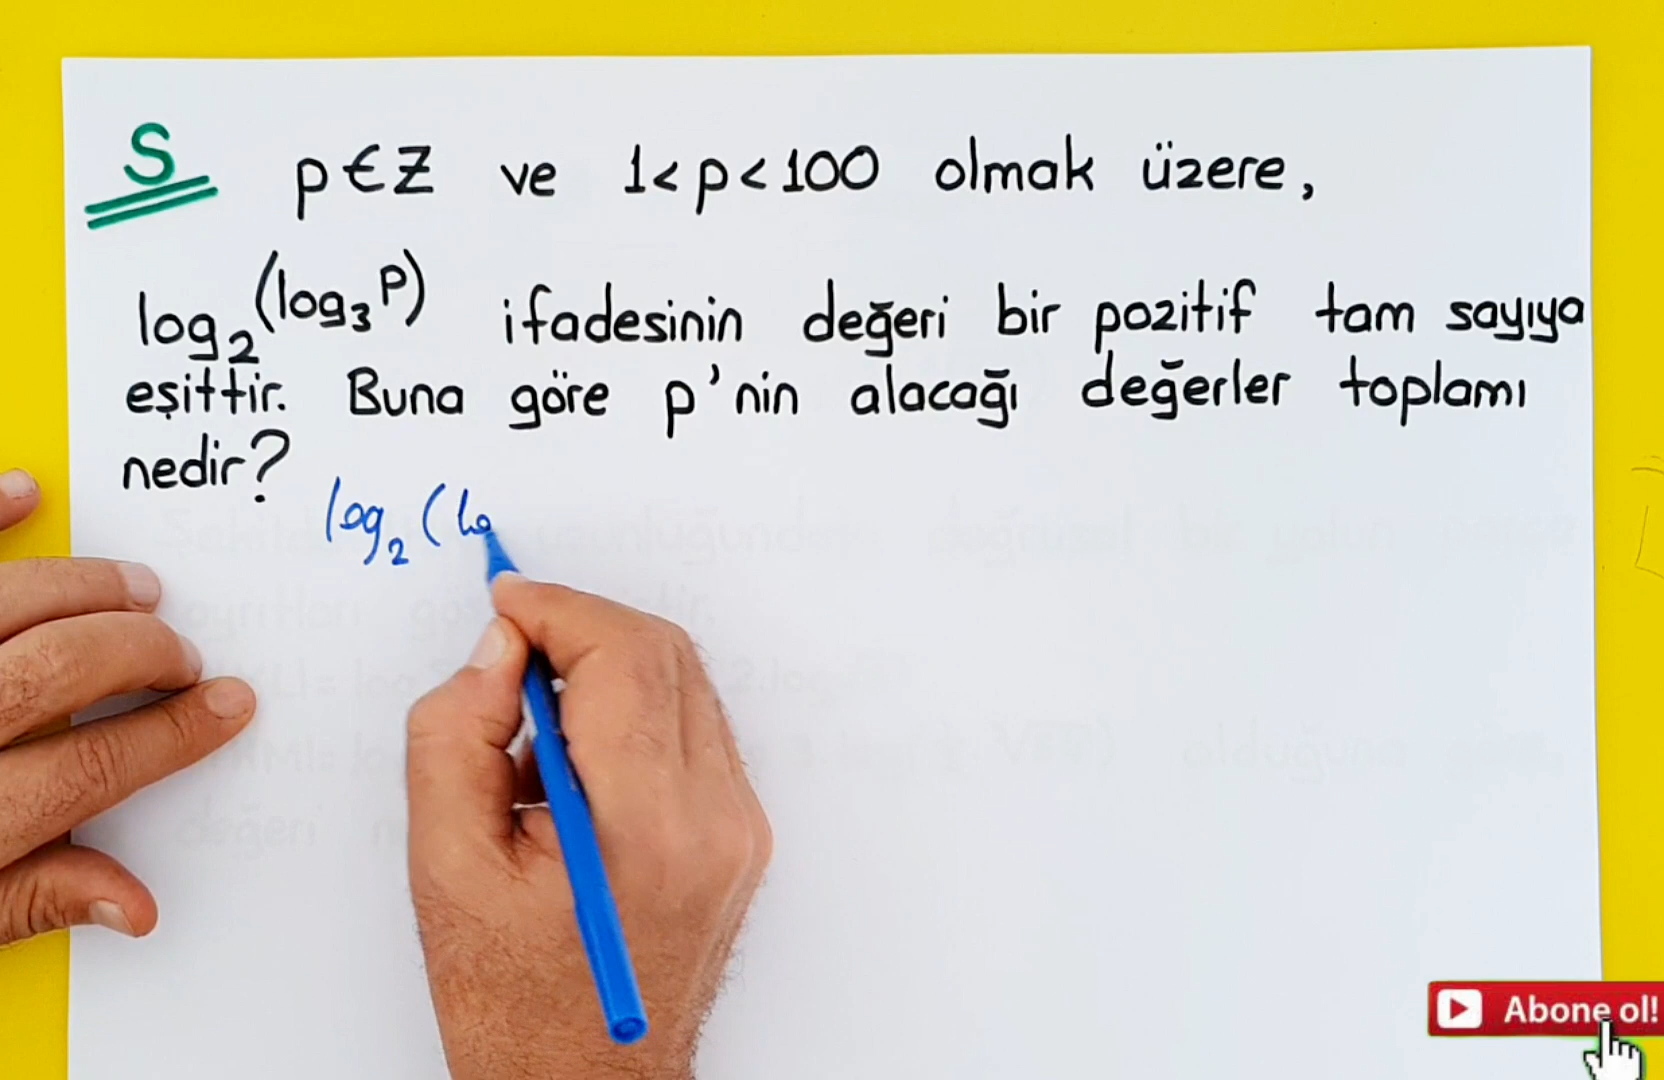 S p∈Z ve 1<p<100 olmak üzere,
log₂(log₃P) ifadesinin değeri bir pozitif tam sayıya
eşittir. Buna göre p'nin alacağı değerler toplamı
nedir?
log₂(lo
Abone ol!